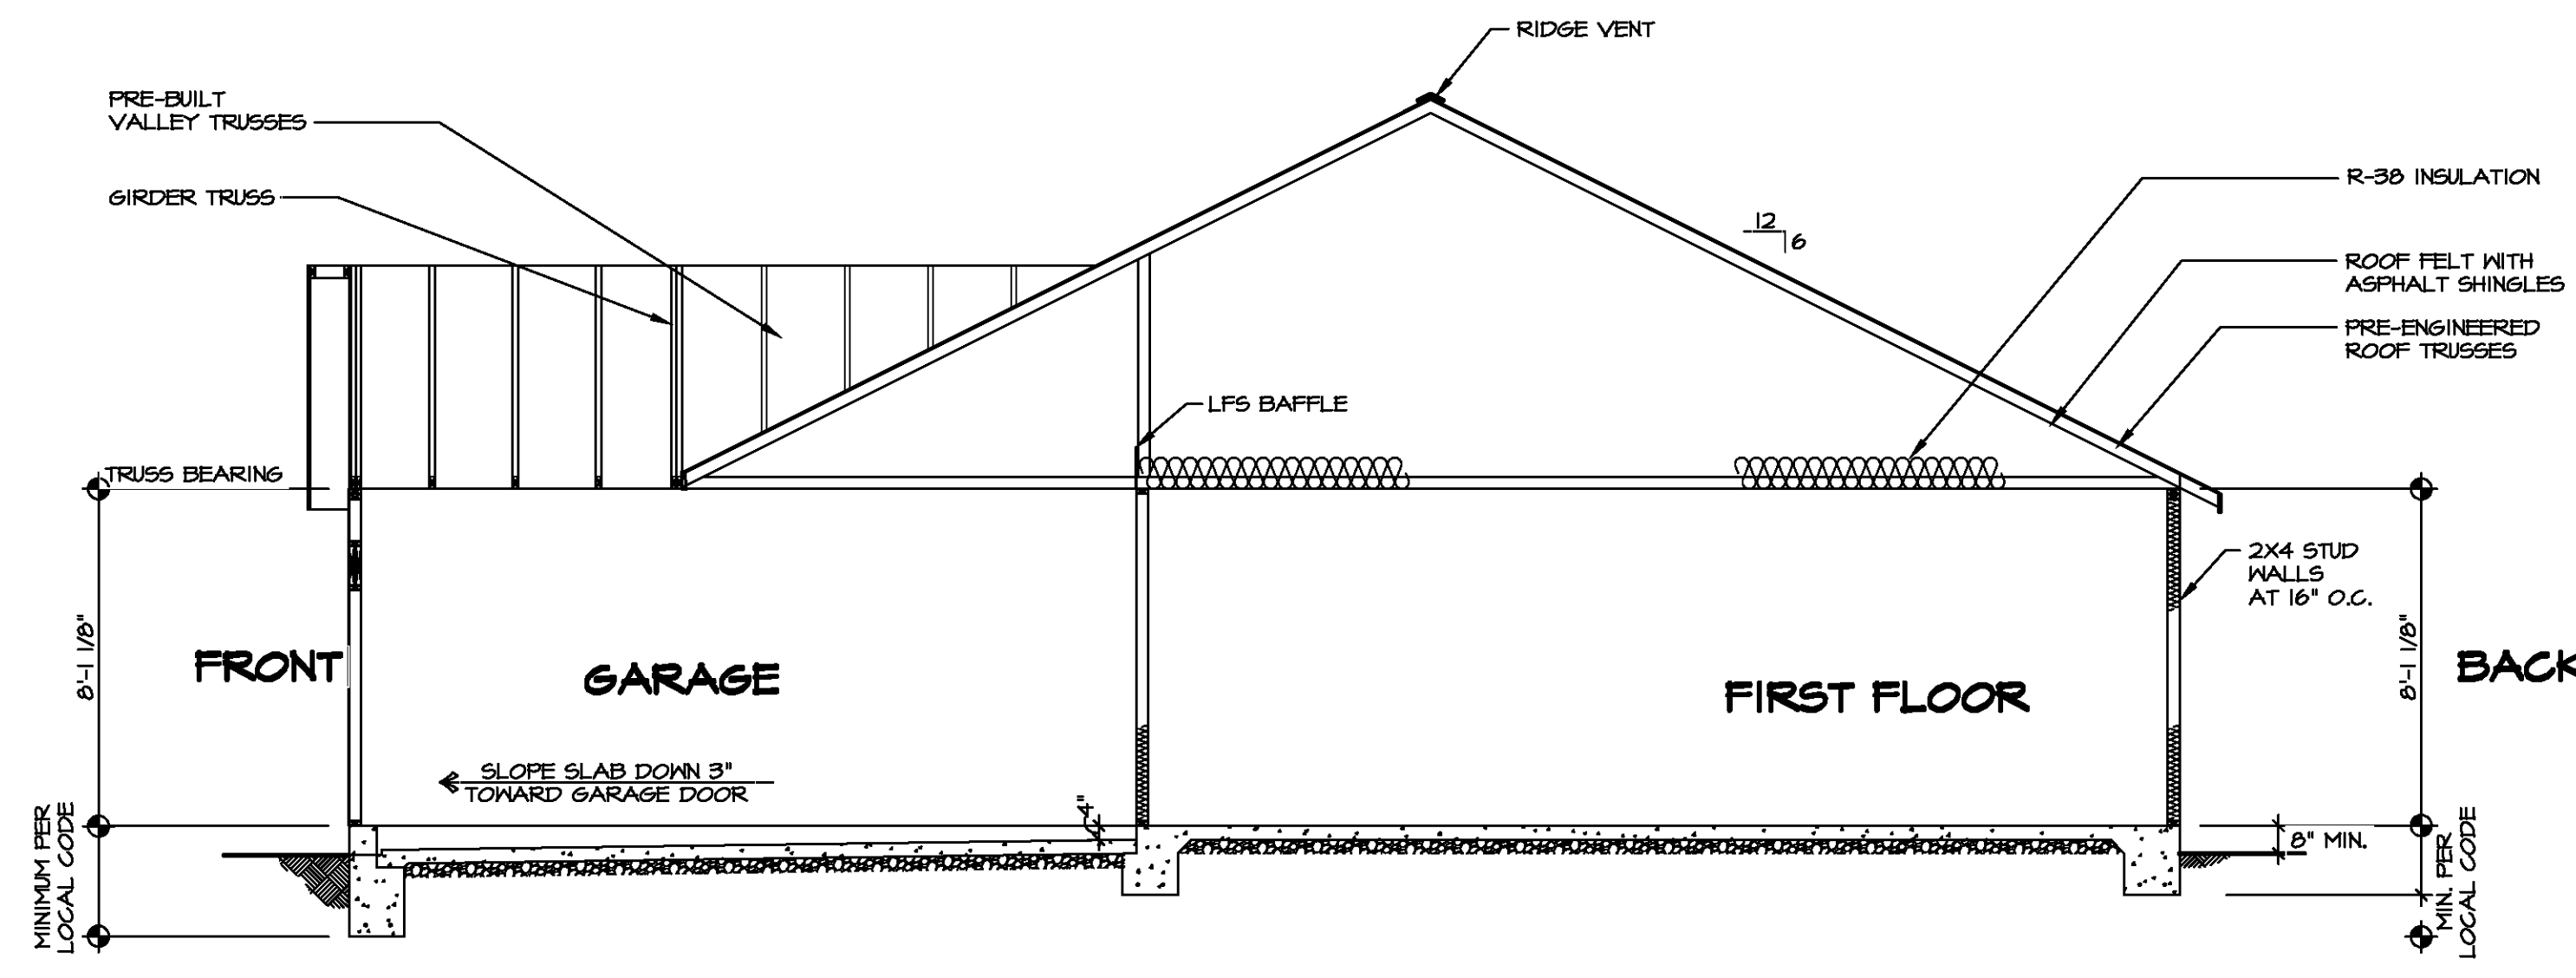 RIDGE VENT
PRE-BUILT
VALLEY TRUSSES
GIRDER TRUSS
R-38 INSULATION
12
6
ROOF FELT WITH
ASPHALT SHINGLES
PRE-ENGINEERED
ROOF TRUSSES
LFS BAFFLE
TRUSS BEARING
2X4 STUD
WALLS
AT 16" O.C.
8'-1 1/8"
FRONT
GARAGE
FIRST FLOOR
8'-1 1/8"
BACK
SLOPE SLAB DOWN 3"
TOWARD GARAGE DOOR
4"
8" MIN.
MINIMUM PER
LOCAL CODE
MIN. PER
LOCAL CODE